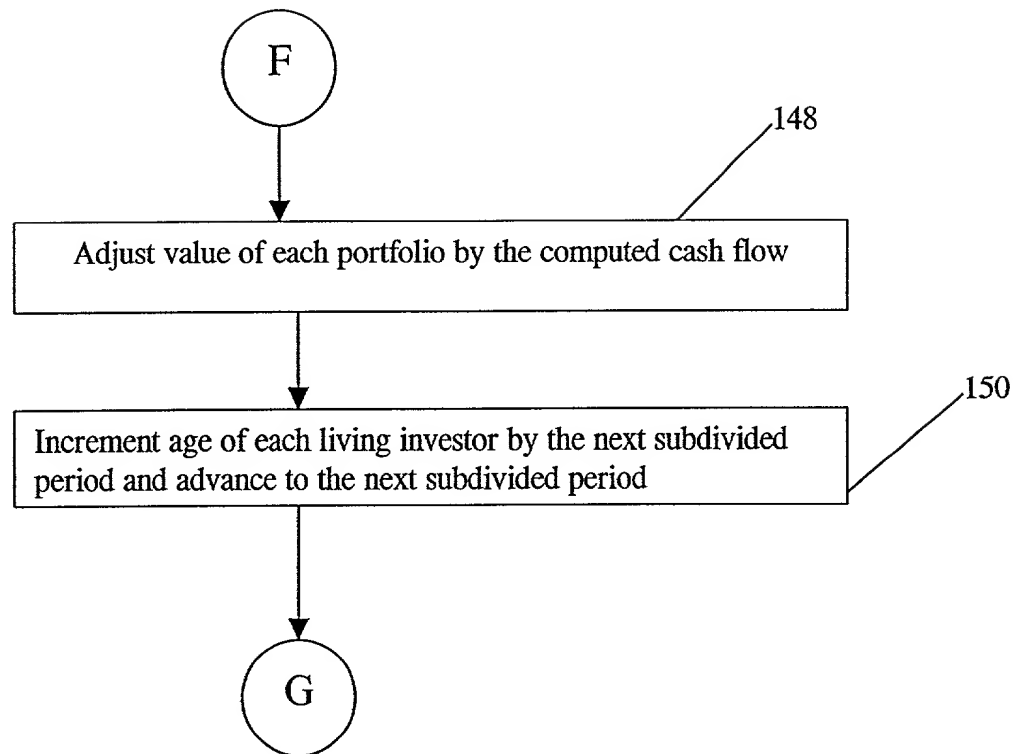 F
148
Adjust value of each portfolio by the computed cash flow
150
Increment age of each living investor by the next subdivided
period and advance to the next subdivided period
G